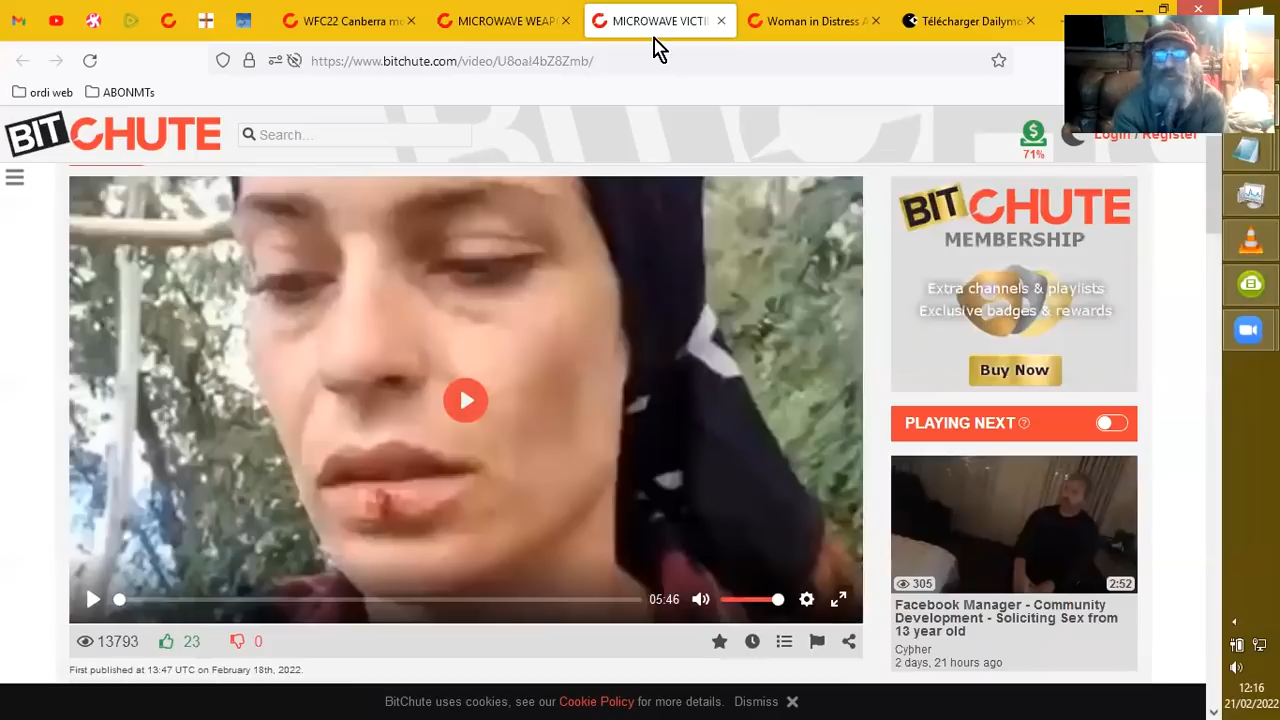 WFC22 Canberra mo
MICROWAVE WEAP
MICROWAVE VICTI
Woman in Distress A
Télécharger Dailymo
https://www.bitchute.com/video/U8oaI4bZ8Zmb/
ordi web
ABONMTs
BITCHUTE
Search...
71%
Login / Register
BITCHUTE
MEMBERSHIP
Extra channels & playlists
Exclusive badges & rewards
Buy Now
PLAYING NEXT
305
2:52
Facebook Manager - Community
Development - Soliciting Sex from
13 year old
Cypher
2 days, 21 hours ago
05:46
13793
23
0
First published at 13:47 UTC on February 18th, 2022.
BitChute uses cookies, see our Cookie Policy for more details. Dismiss
12:16
21/02/2022